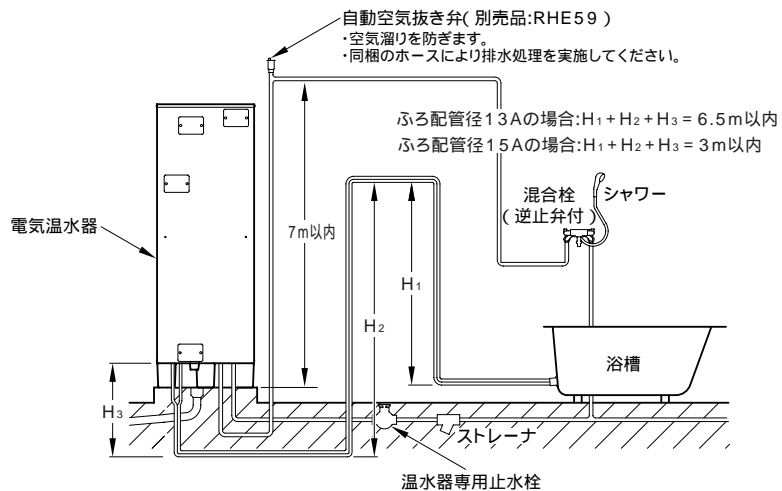 自動空気抜き弁(別売品:RHE59)
・空気溜りを防ぎます。
・同梱のホースにより排水処理を実施してください。
ふろ配管径13Aの場合:H₁+H₂+H₃=6.5m以内
ふろ配管径15Aの場合:H₁+H₂+H₃=3m以内
混合栓
(逆止弁付)
シャワー
電気温水器
7m以内
H₁
H₂
浴槽
H₃
ストレーナ
温水器専用止水栓